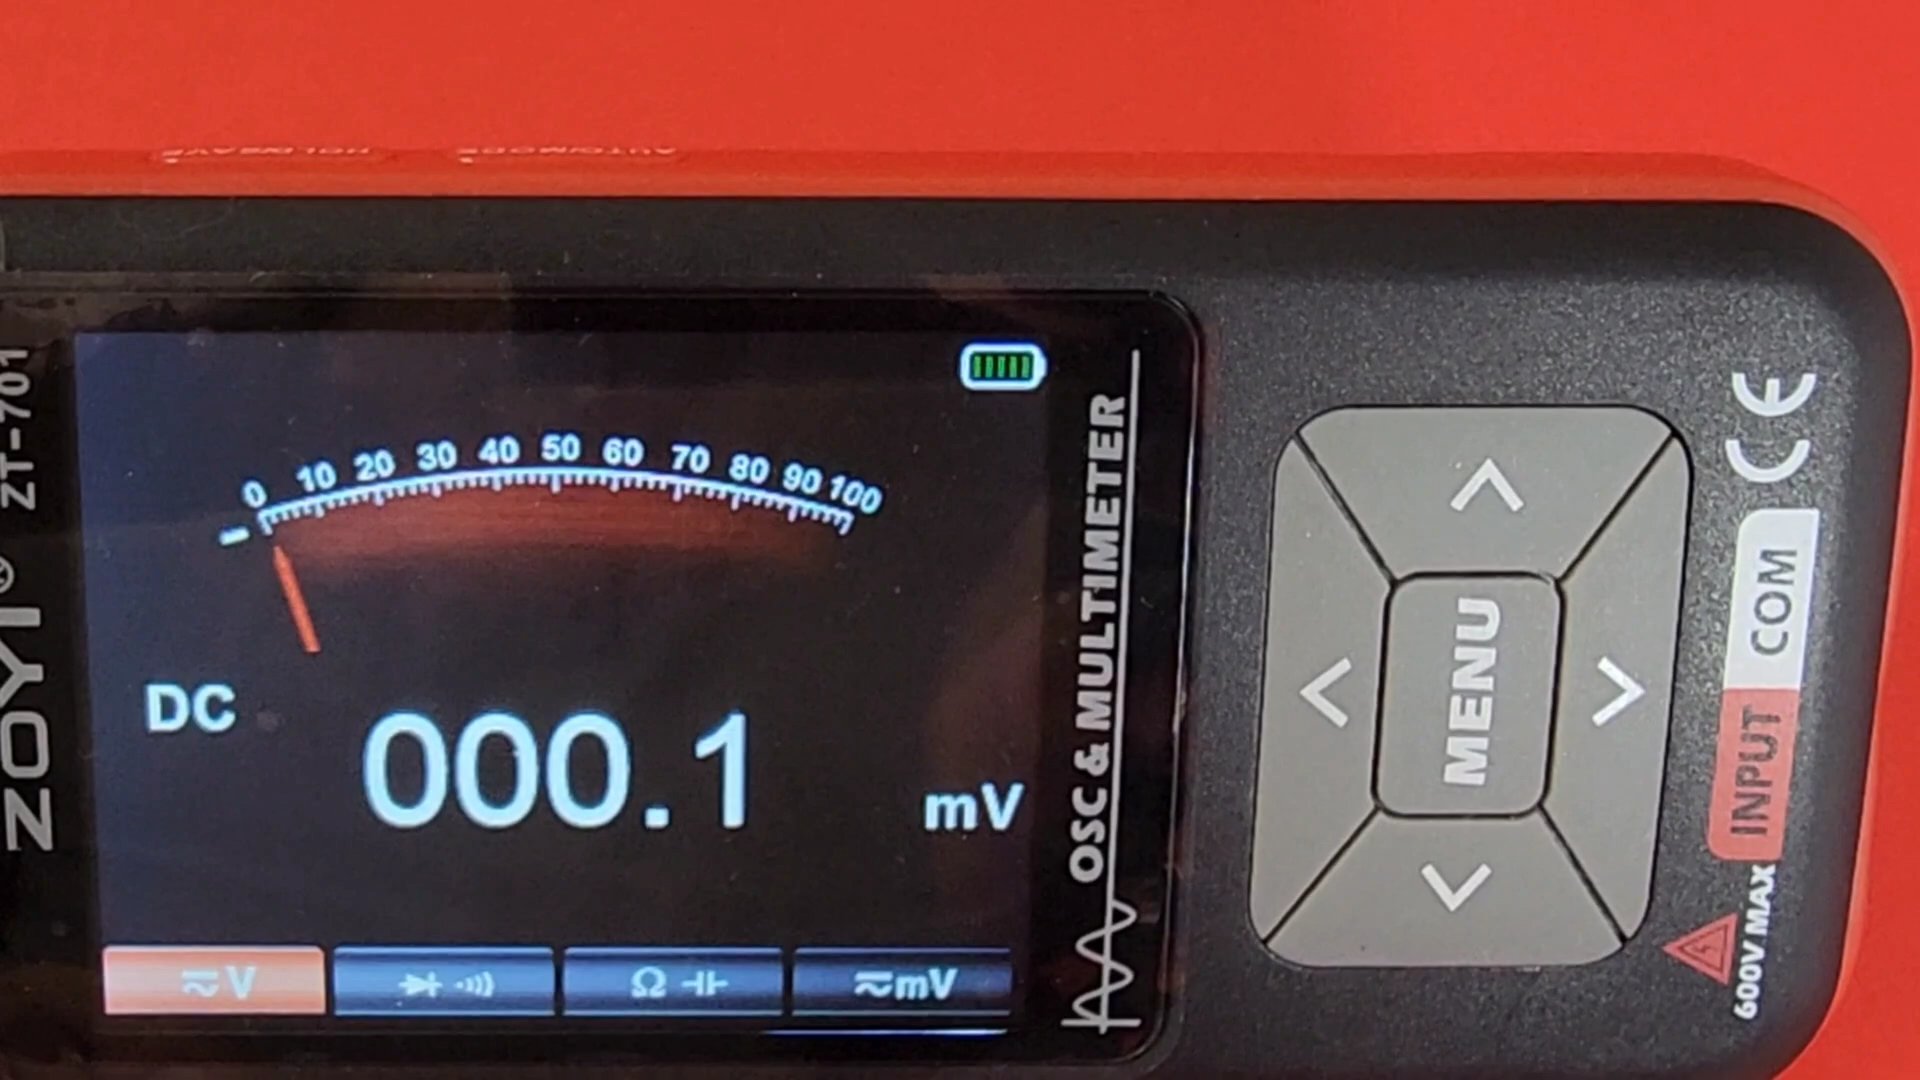 ZOYI® ZT-701
0 10 20 30 40 50 60 70 80 90 100
DC
000.1
mV
V
Ω
mV
OSC & MULTIMETER
MENU
CE
COM
INPUT
600V MAX